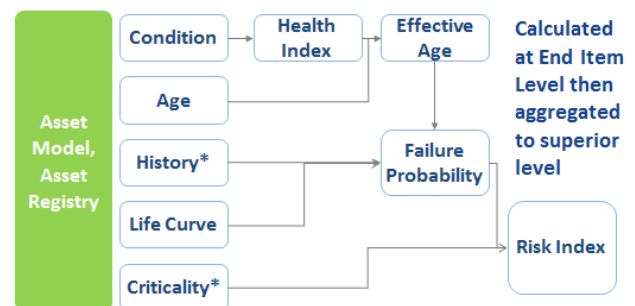 Asset
Model,
Asset
Registry
Condition
Health
Index
Effective
Age
Age
History*
Failure
Probability
Life Curve
Criticality*
Risk Index
Calculated
at End Item
Level then
aggregated
to superior
level